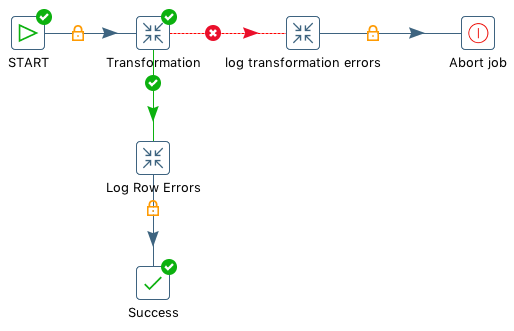 START
Transformation
log transformation errors
Abort job
Log Row Errors
Success